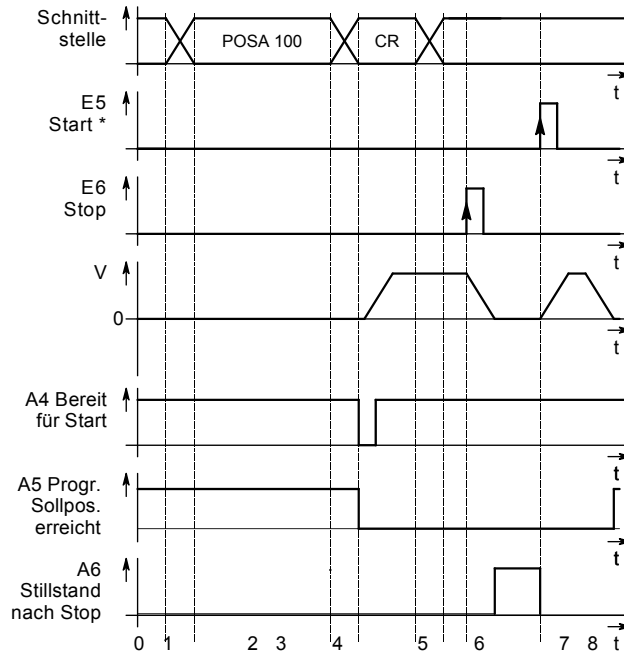 Schnitt-
stelle
POSA 100
CR
t
E5
Start *
t
E6
Stop
t
V
0
t
A4 Bereit
für Start
t
A5 Progr.
Sollpos.
erreicht
t
A6
Stillstand
nach Stop
0 1 2 3 4 5 6 7 8 t